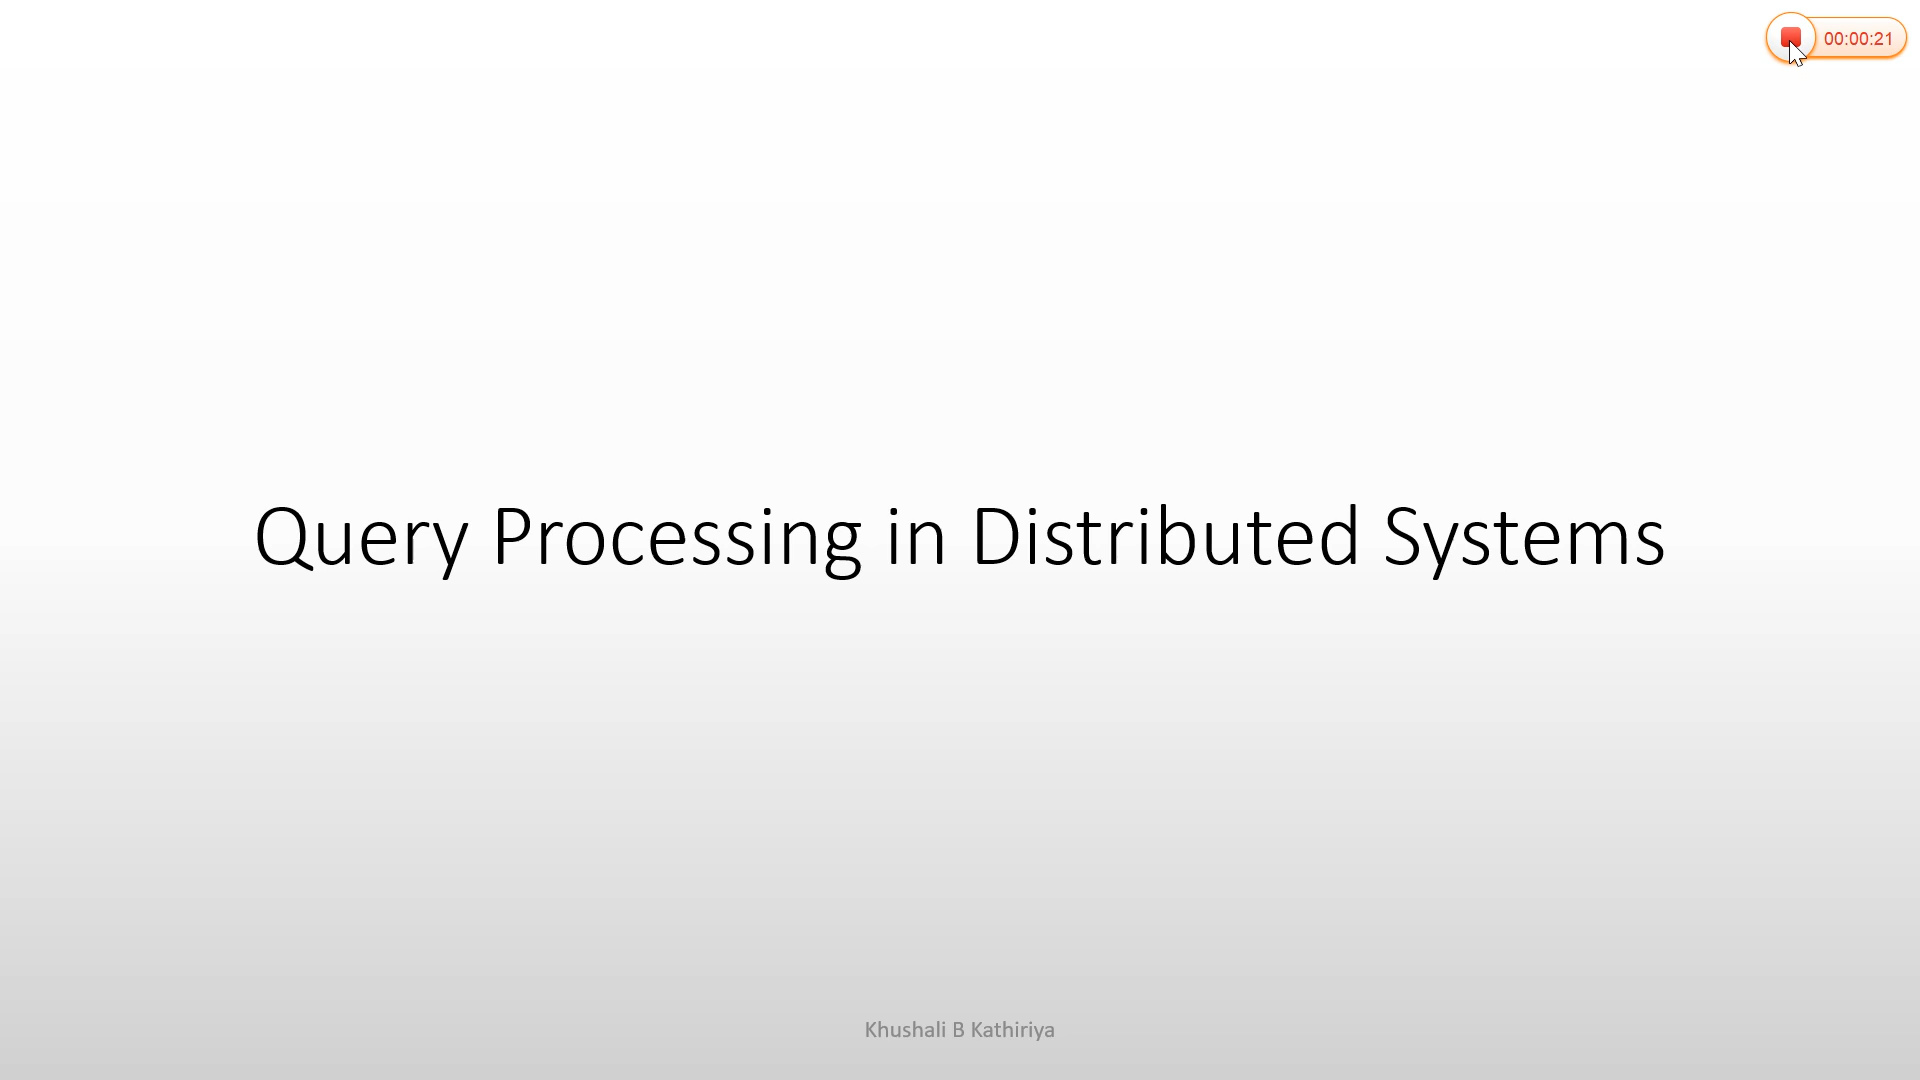 00:00:21
Query Processing in Distributed Systems
Khushali B Kathiriya